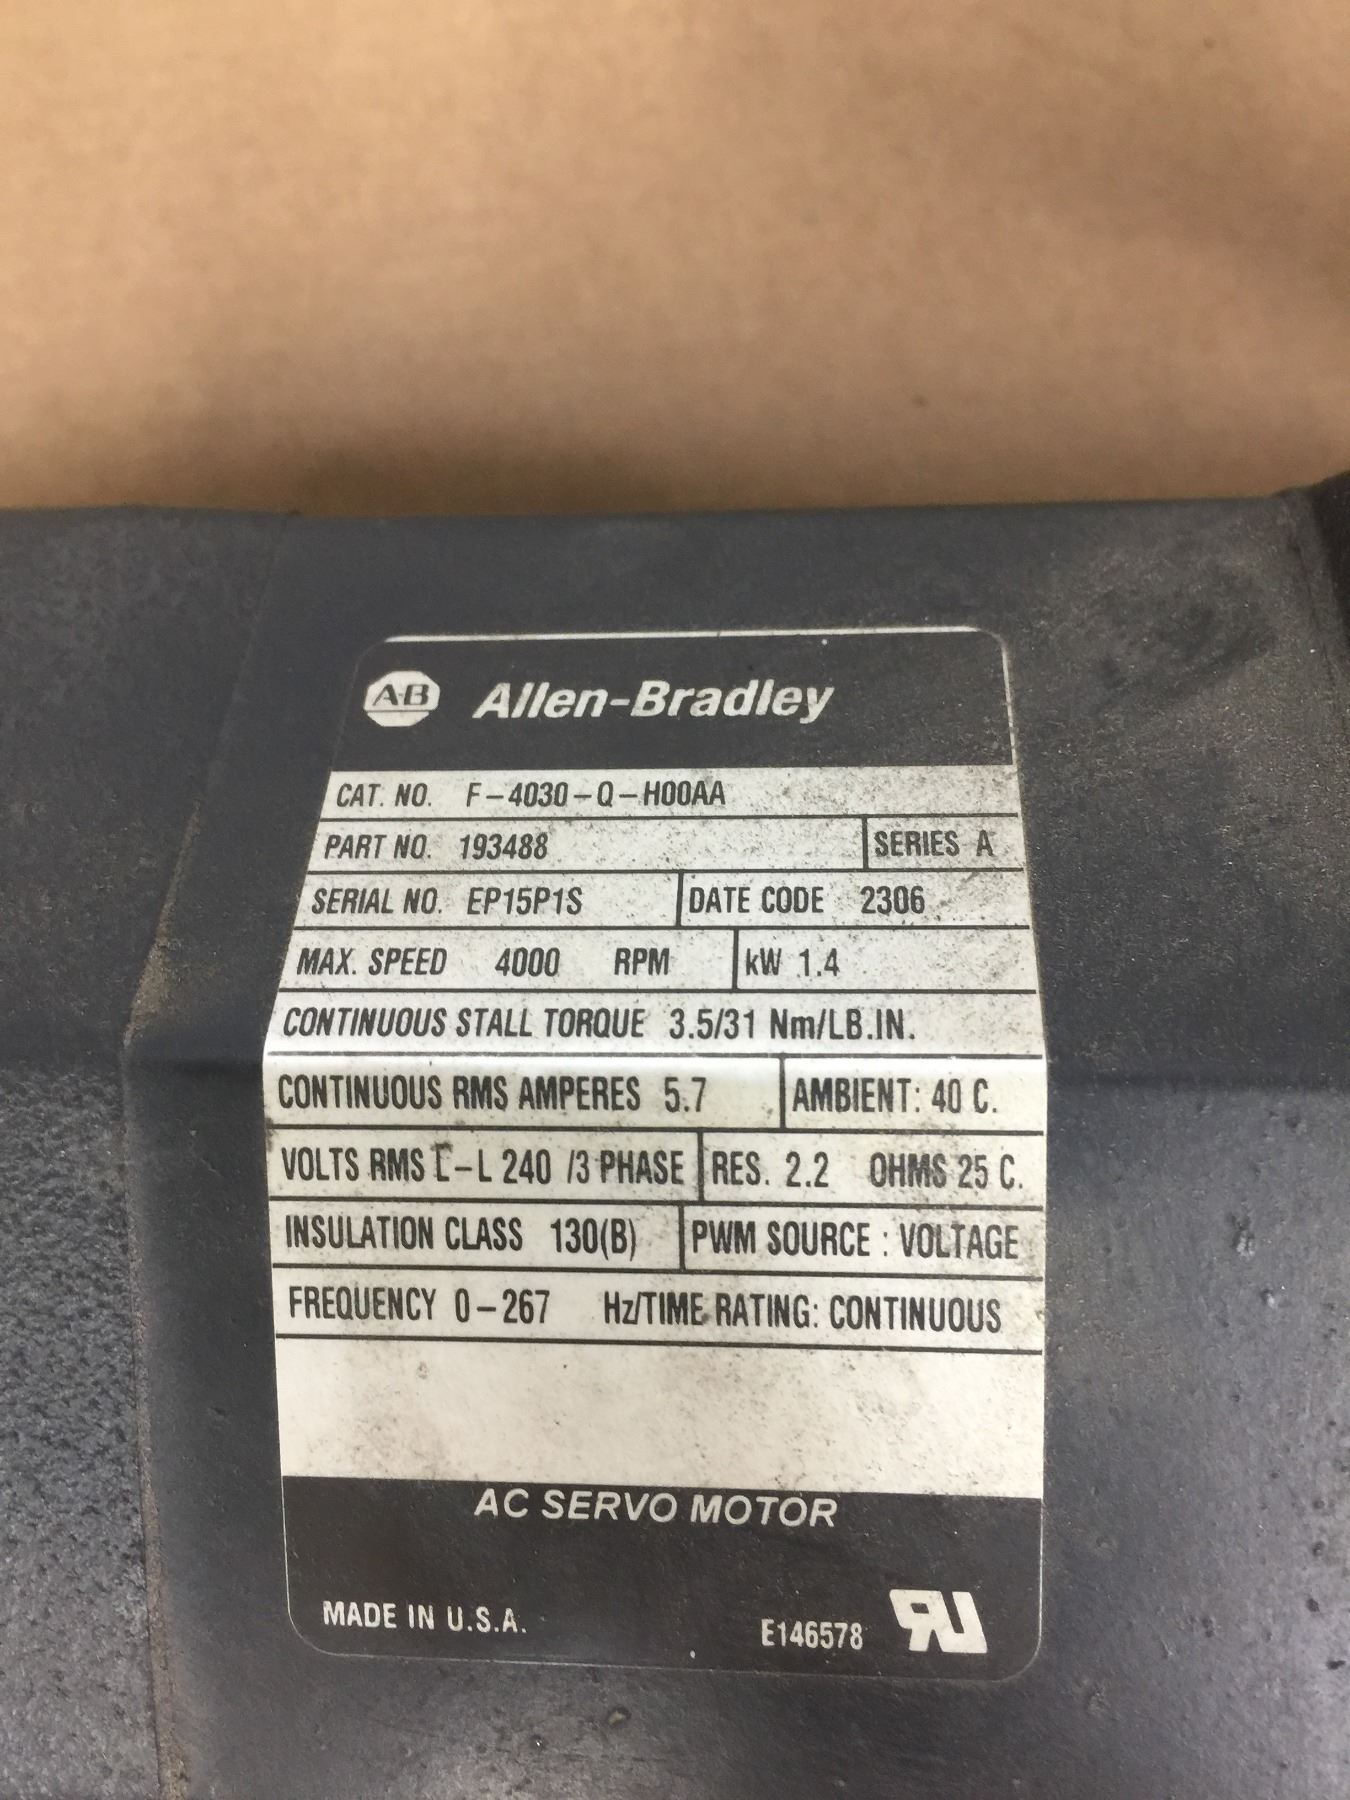 A-B Allen-Bradley
CAT. NO. F-4030-Q-H00AA
PART NO. 193488 SERIES A
SERIAL NO. EP15P1S DATE CODE 2306
MAX. SPEED 4000 RPM kW 1.4
CONTINUOUS STALL TORQUE 3.5/31 Nm/LB.IN.
CONTINUOUS RMS AMPERES 5.7 AMBIENT: 40 C.
VOLTS RMS L-L 240 /3 PHASE RES. 2.2 OHMS 25 C.
INSULATION CLASS 130(B) PWM SOURCE : VOLTAGE
FREQUENCY 0-267 Hz/TIME RATING: CONTINUOUS
AC SERVO MOTOR
MADE IN U.S.A. E146578 RU